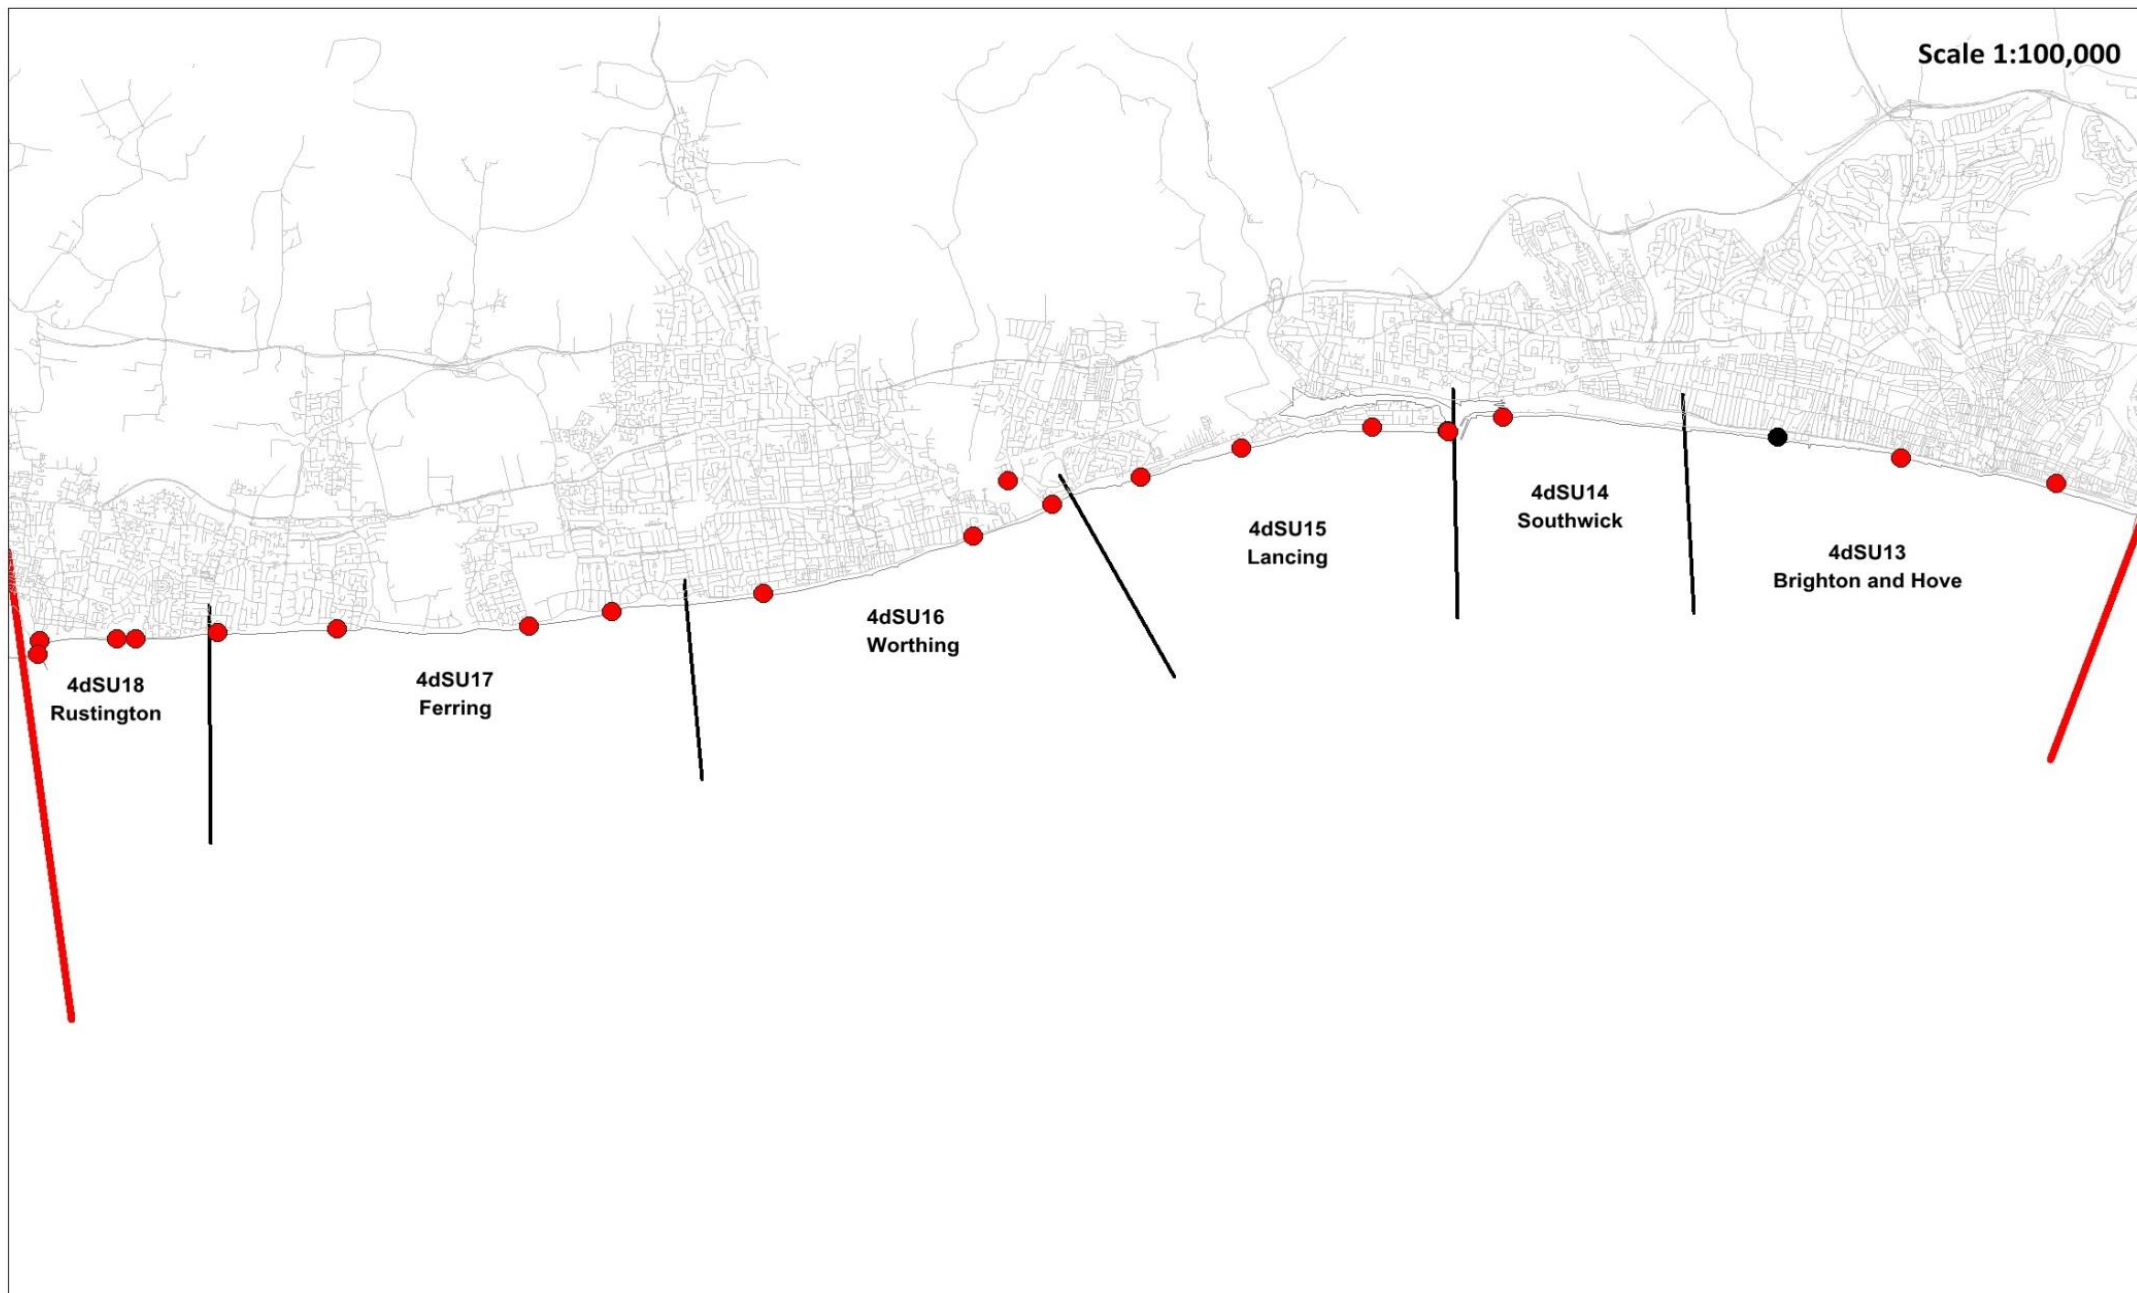 Scale 1:100,000
4dSU14
Southwick
4dSU15
Lancing
4dSU13
Brighton and Hove
4dSU16
Worthing
4dSU18
Rustington
4dSU17
Ferring